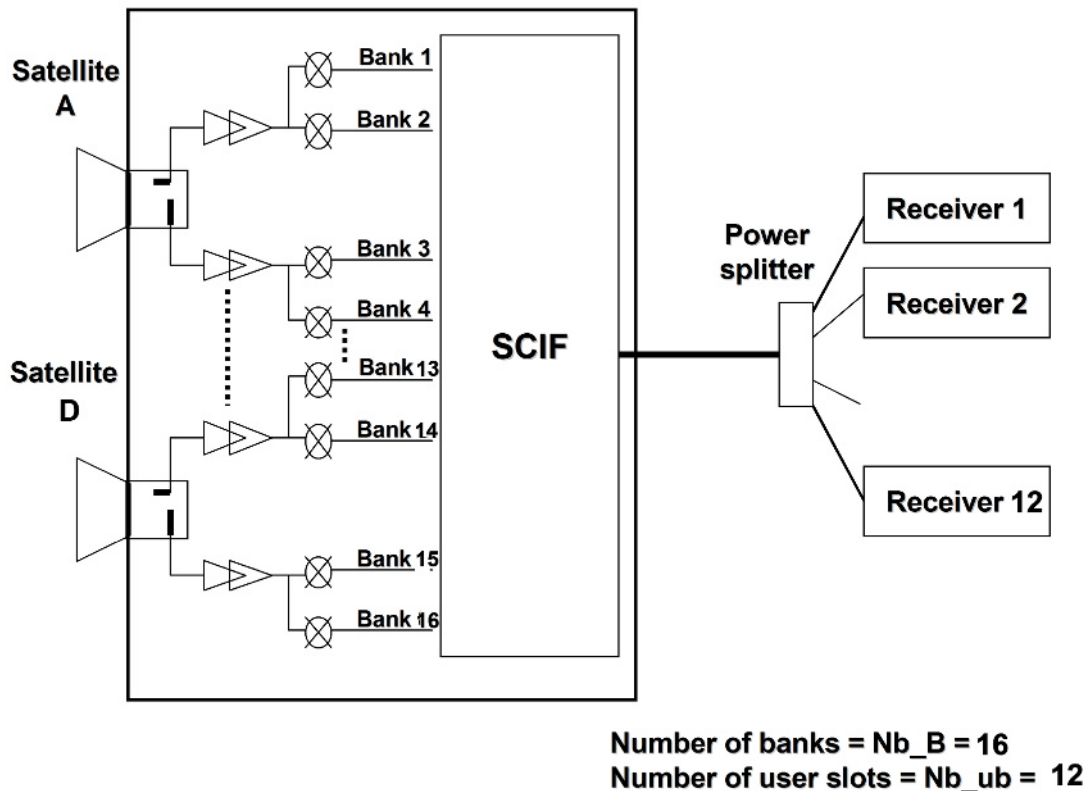 Satellite
A
Bank 1
Bank 2
Bank 3
Bank 4
Satellite
D
Bank 13
Bank 14
Bank 15
Bank 16
SCIF
Power
splitter
Receiver 1
Receiver 2
Receiver 12
Number of banks = Nb_B = 16
Number of user slots = Nb_ub = 12